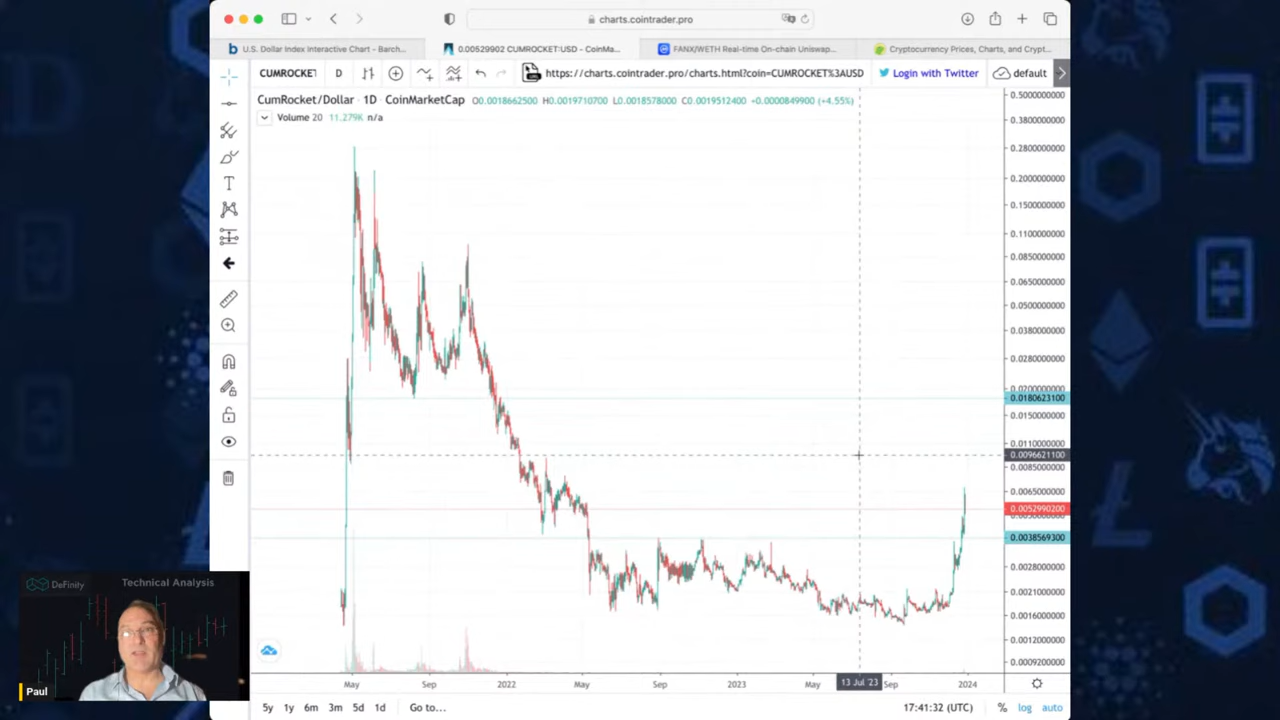 charts.cointrader.pro
U.S. Dollar Index Interactive Chart - Barch...
0.00529902 CUMROCKET:USD - CoinMa...
FANX/WETH Real-time On-chain Uniswap...
Cryptocurrency Prices, Charts, and Crypt...
CUMROCKET
D
https://charts.cointrader.pro/charts.html?coin=CUMROCKET%3AUSD
Login with Twitter
default
CumRocket/Dollar · 1D · CoinMarketCap
O0.0018662500 H0.0019710700 L0.0018578000 C0.0019512400 +0.0000849900 (+4.55%)
Volume 20 11.279K n/a
0.5000000000
0.3800000000
0.2800000000
0.2000000000
0.1500000000
0.1100000000
0.0850000000
0.0650000000
0.0500000000
0.0380000000
0.0280000000
0.0200000000
0.0180623100
0.0150000000
0.0110000000
0.0096621100
0.0085000000
0.0065000000
0.0052990200
0.0038569300
0.0028000000
0.0021000000
0.0016000000
0.0012000000
0.0009200000
May
Sep
2022
May
Sep
2023
May
13 Jul '23
Sep
2024
5y 1y 6m 3m 5d 1d Go to...
17:41:32 (UTC) % log auto
DeFinity
Technical Analysis
Paul